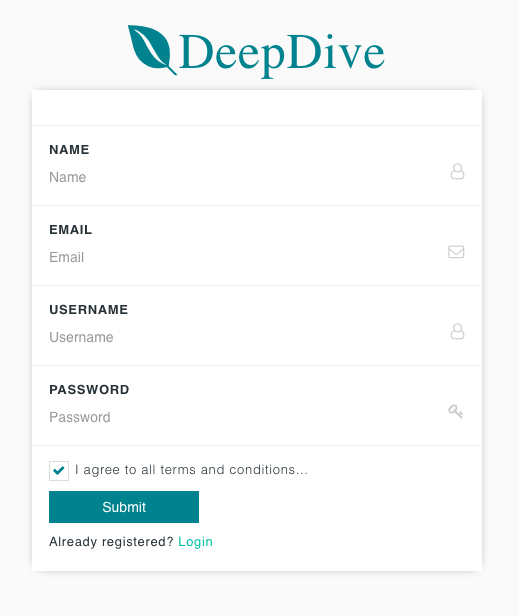 DeepDive
NAME
Name
EMAIL
Email
USERNAME
Username
PASSWORD
Password
I agree to all terms and conditions...
Submit
Already registered? Login